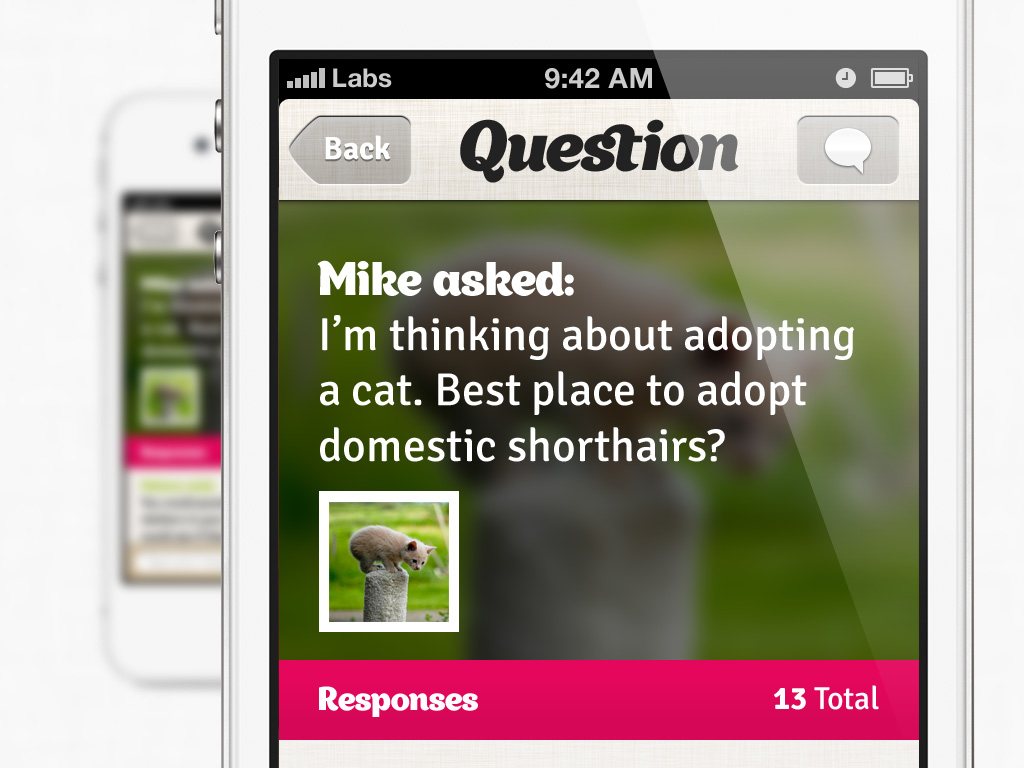 Labs 9:42 AM
Back Question
Mike asked:
I’m thinking about adopting
a cat. Best place to adopt
domestic shorthairs?
Responses 13 Total